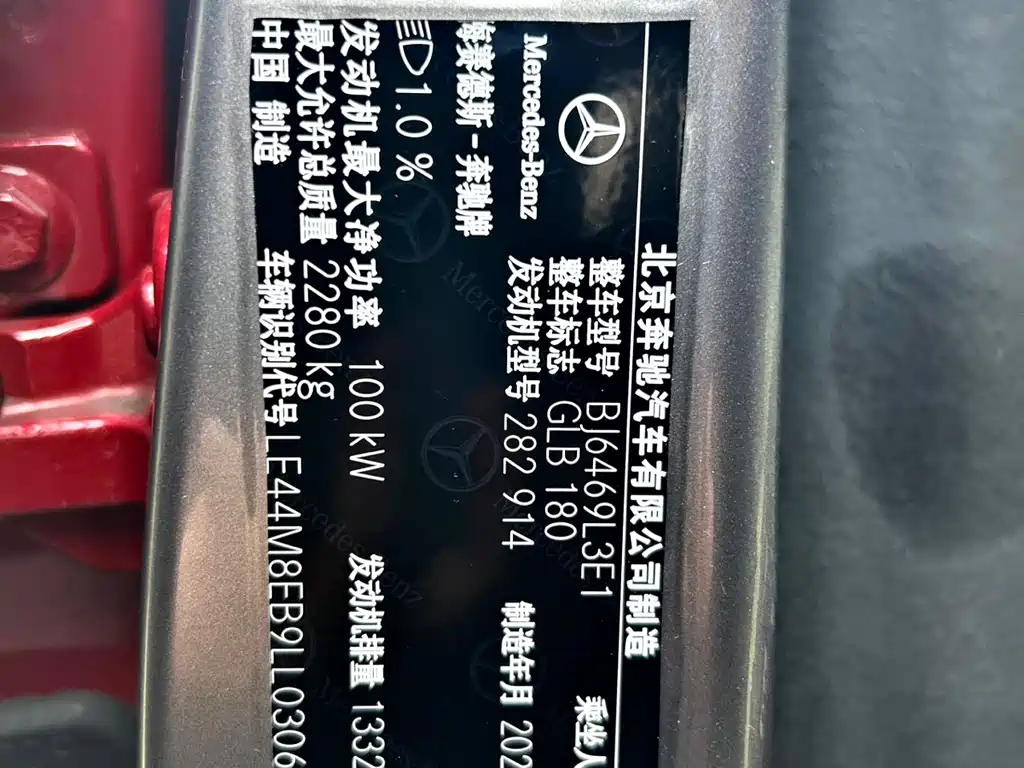 北京奔驰汽车有限公司制造
Mercedes-Benz
梅赛德斯-奔驰牌
整车型号 BJ6469L3E1
整车标志 GLB 180
乘坐人
发动机型号 282 914
制造年月 202
1.0 %
发动机最大净功率 100 kW
发动机排量 1332
最大允许总质量 2280 kg
中国 制造
车辆识别代号 LE44M8EB9LL0306